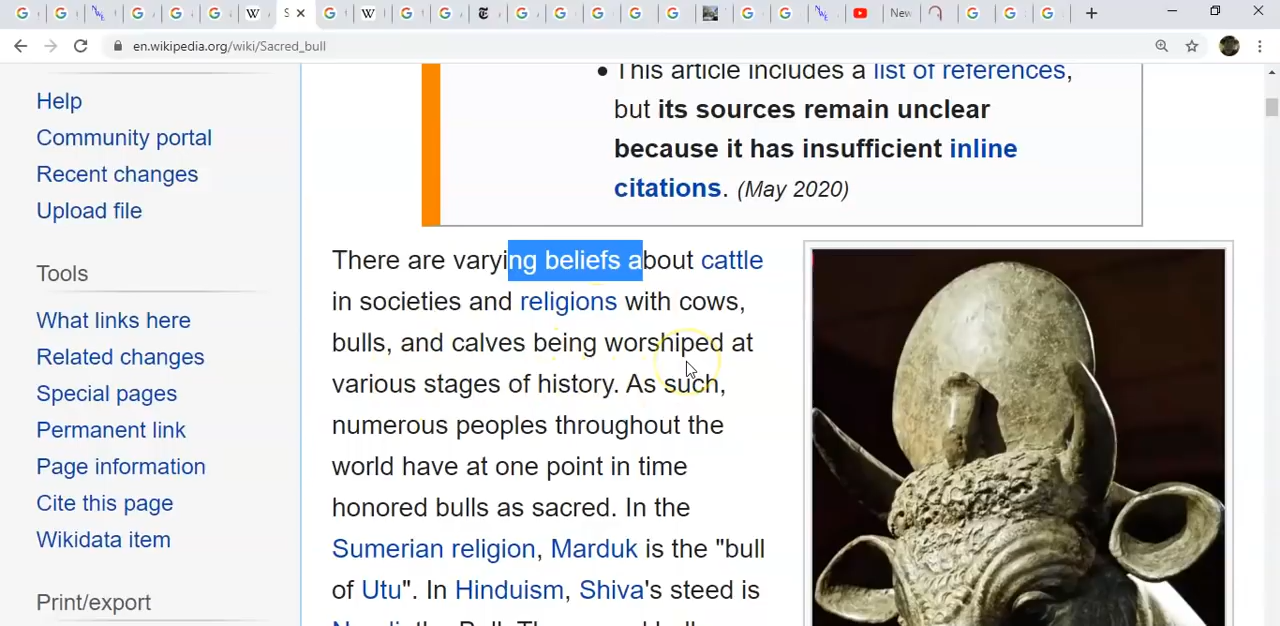 S
New
en.wikipedia.org/wiki/Sacred_bull
Help
Community portal
Recent changes
Upload file
Tools
What links here
Related changes
Special pages
Permanent link
Page information
Cite this page
Wikidata item
Print/export
• This article includes a list of references,
but its sources remain unclear
because it has insufficient inline
citations. (May 2020)
There are varying beliefs about cattle
in societies and religions with cows,
bulls, and calves being worshiped at
various stages of history. As such,
numerous peoples throughout the
world have at one point in time
honored bulls as sacred. In the
Sumerian religion, Marduk is the "bull
of Utu". In Hinduism, Shiva's steed is